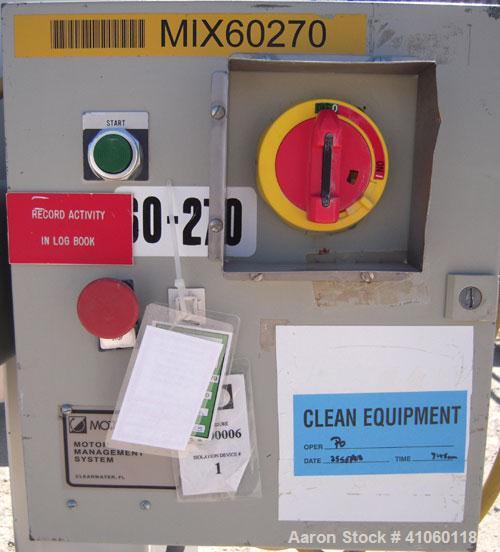 MIX60270
START
60-270
RECORD ACTIVITY
IN LOG BOOK
MOTOR
MANAGEMENT
SYSTEM
CLEARWATER, FL
0006
ISOLATION DEVICE #
1
CLEAN EQUIPMENT
OPER
DATE
TIME
Aaron Stock # 41060118